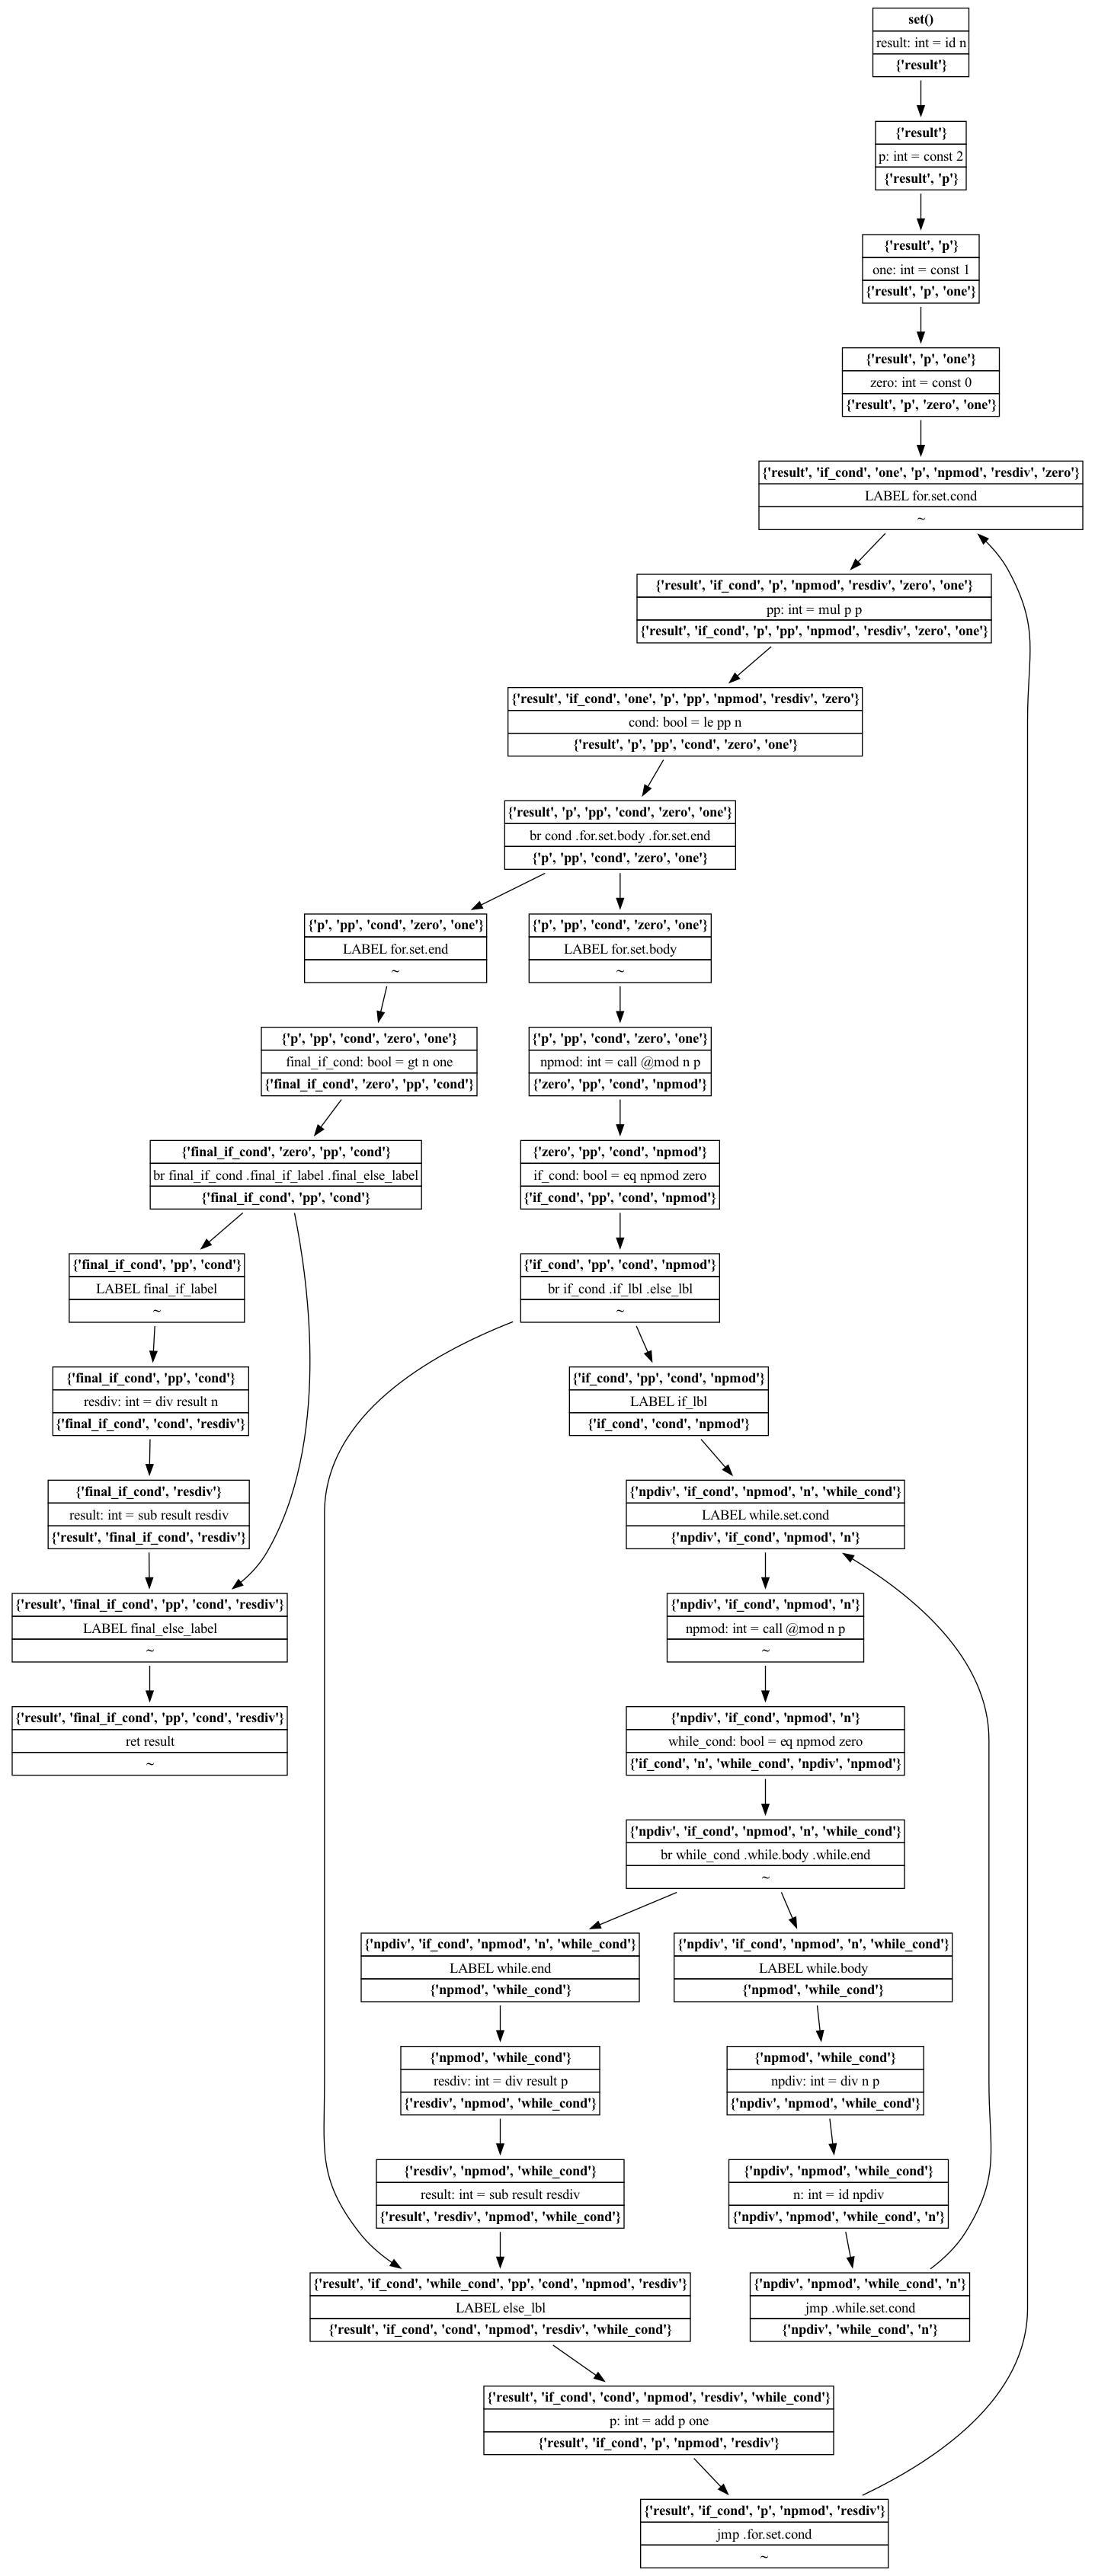 set()
result: int = id n
{'result'}
{'result'}
p: int = const 2
{'result', 'p'}
{'result', 'p'}
one: int = const 1
{'result', 'p', 'one'}
{'result', 'p', 'one'}
zero: int = const 0
{'result', 'p', 'zero', 'one'}
{'result', 'if_cond', 'one', 'p', 'npmod', 'resdiv', 'zero'}
LABEL for.set.cond
~
{'result', 'if_cond', 'p', 'npmod', 'resdiv', 'zero', 'one'}
pp: int = mul p p
{'result', 'if_cond', 'p', 'pp', 'npmod', 'resdiv', 'zero', 'one'}
{'result', 'if_cond', 'one', 'p', 'pp', 'npmod', 'resdiv', 'zero'}
cond: bool = le pp n
{'result', 'p', 'pp', 'cond', 'zero', 'one'}
{'result', 'p', 'pp', 'cond', 'zero', 'one'}
br cond .for.set.body .for.set.end
{'p', 'pp', 'cond', 'zero', 'one'}
{'p', 'pp', 'cond', 'zero', 'one'}
LABEL for.set.end
~
{'p', 'pp', 'cond', 'zero', 'one'}
LABEL for.set.body
~
{'p', 'pp', 'cond', 'zero', 'one'}
final_if_cond: bool = gt n one
{'final_if_cond', 'zero', 'pp', 'cond'}
{'p', 'pp', 'cond', 'zero', 'one'}
npmod: int = call @mod n p
{'zero', 'pp', 'cond', 'npmod'}
{'final_if_cond', 'zero', 'pp', 'cond'}
br final_if_cond .final_if_label .final_else_label
{'final_if_cond', 'pp', 'cond'}
{'zero', 'pp', 'cond', 'npmod'}
if_cond: bool = eq npmod zero
{'if_cond', 'pp', 'cond', 'npmod'}
{'final_if_cond', 'pp', 'cond'}
LABEL final_if_label
~
{'if_cond', 'pp', 'cond', 'npmod'}
br if_cond .if_lbl .else_lbl
~
{'final_if_cond', 'pp', 'cond'}
resdiv: int = div result n
{'final_if_cond', 'cond', 'resdiv'}
{'if_cond', 'pp', 'cond', 'npmod'}
LABEL if_lbl
{'if_cond', 'cond', 'npmod'}
{'final_if_cond', 'resdiv'}
result: int = sub result resdiv
{'result', 'final_if_cond', 'resdiv'}
{'npdiv', 'if_cond', 'npmod', 'n', 'while_cond'}
LABEL while.set.cond
{'npdiv', 'if_cond', 'npmod', 'n'}
{'result', 'final_if_cond', 'pp', 'cond', 'resdiv'}
LABEL final_else_label
~
{'npdiv', 'if_cond', 'npmod', 'n'}
npmod: int = call @mod n p
~
{'result', 'final_if_cond', 'pp', 'cond', 'resdiv'}
ret result
~
{'npdiv', 'if_cond', 'npmod', 'n'}
while_cond: bool = eq npmod zero
{'if_cond', 'n', 'while_cond', 'npdiv', 'npmod'}
{'npdiv', 'if_cond', 'npmod', 'n', 'while_cond'}
br while_cond .while.body .while.end
~
{'npdiv', 'if_cond', 'npmod', 'n', 'while_cond'}
LABEL while.end
{'npmod', 'while_cond'}
{'npdiv', 'if_cond', 'npmod', 'n', 'while_cond'}
LABEL while.body
{'npmod', 'while_cond'}
{'npmod', 'while_cond'}
resdiv: int = div result p
{'resdiv', 'npmod', 'while_cond'}
{'npmod', 'while_cond'}
npdiv: int = div n p
{'npdiv', 'npmod', 'while_cond'}
{'resdiv', 'npmod', 'while_cond'}
result: int = sub result resdiv
{'result', 'resdiv', 'npmod', 'while_cond'}
{'npdiv', 'npmod', 'while_cond'}
n: int = id npdiv
{'npdiv', 'npmod', 'while_cond', 'n'}
{'result', 'if_cond', 'while_cond', 'pp', 'cond', 'npmod', 'resdiv'}
LABEL else_lbl
{'result', 'if_cond', 'cond', 'npmod', 'resdiv', 'while_cond'}
{'npdiv', 'npmod', 'while_cond', 'n'}
jmp .while.set.cond
{'npdiv', 'while_cond', 'n'}
{'result', 'if_cond', 'cond', 'npmod', 'resdiv', 'while_cond'}
p: int = add p one
{'result', 'if_cond', 'p', 'npmod', 'resdiv'}
{'result', 'if_cond', 'p', 'npmod', 'resdiv'}
jmp .for.set.cond
~